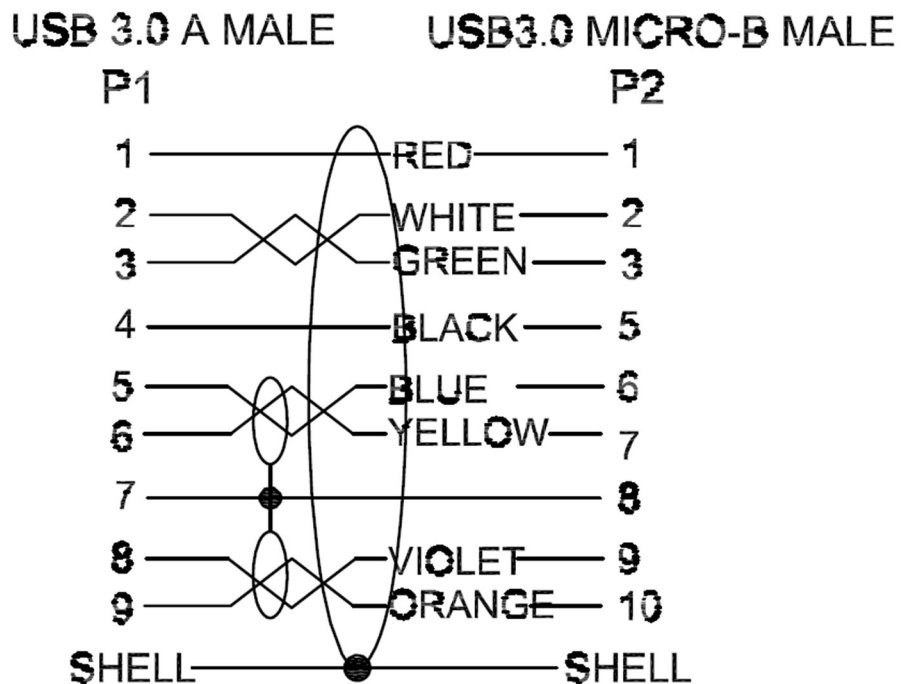 USB 3.0 A MALE USB3.0 MICRO-B MALE
P1 P2
1 RED 1
2 WHITE 2
3 GREEN 3
4 BLACK 5
5 BLUE 6
6 YELLOW 7
7 8
8 VIOLET 9
9 ORANGE 10
SHELL SHELL